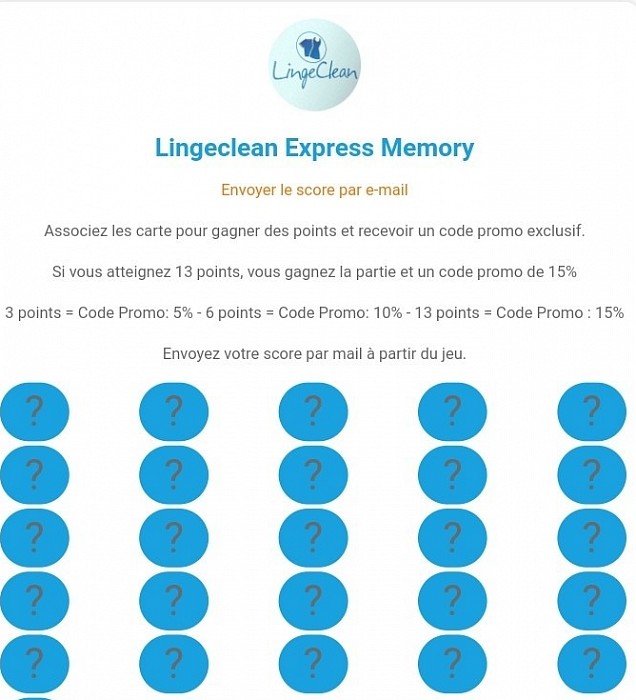 LingeClean
Lingeclean Express Memory
Envoyer le score par e-mail
Associez les carte pour gagner des points et recevoir un code promo exclusif.
Si vous atteignez 13 points, vous gagnez la partie et un code promo de 15%
3 points = Code Promo: 5% - 6 points = Code Promo: 10% - 13 points = Code Promo : 15%
Envoyez votre score par mail à partir du jeu.
? ? ? ? ?
? ? ? ? ?
? ? ? ? ?
? ? ? ? ?
? ? ? ? ?